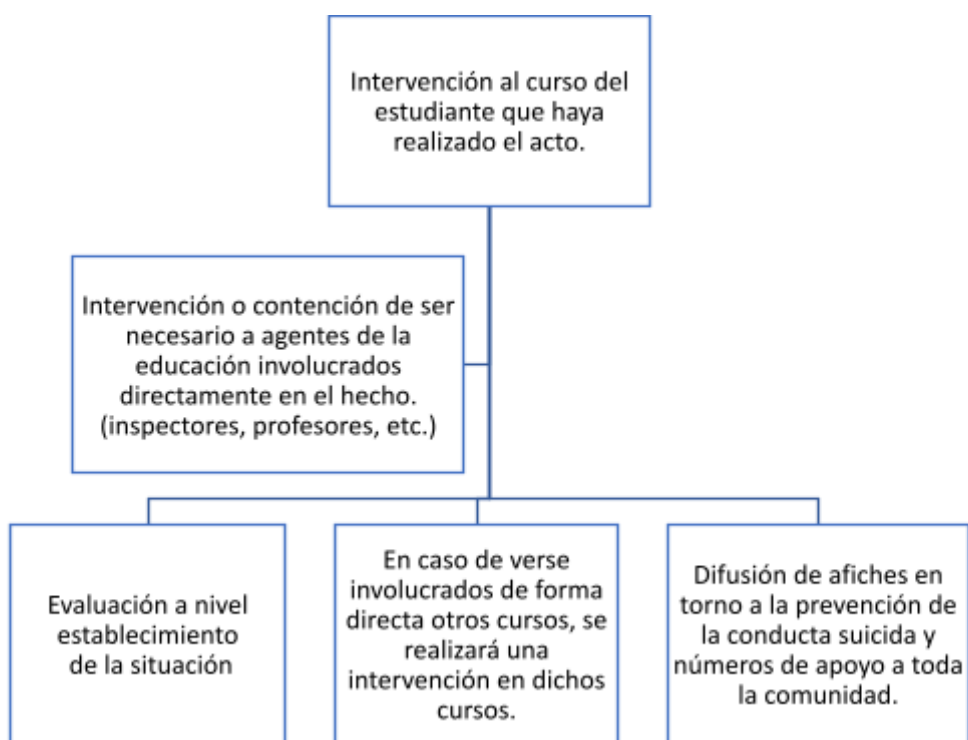 Intervención al curso del
estudiante que haya
realizado el acto.
Intervención o contención de ser
necesario a agentes de la
educación involucrados
directamente en el hecho.
(inspectores, profesores, etc.)
Evaluación a nivel
establecimiento
de la situación
En caso de verse
involucrados de forma
directa otros cursos, se
realizará una
intervención en dichos
cursos.
Difusión de afiches en
torno a la prevención de
la conducta suicida y
números de apoyo a toda
la comunidad.